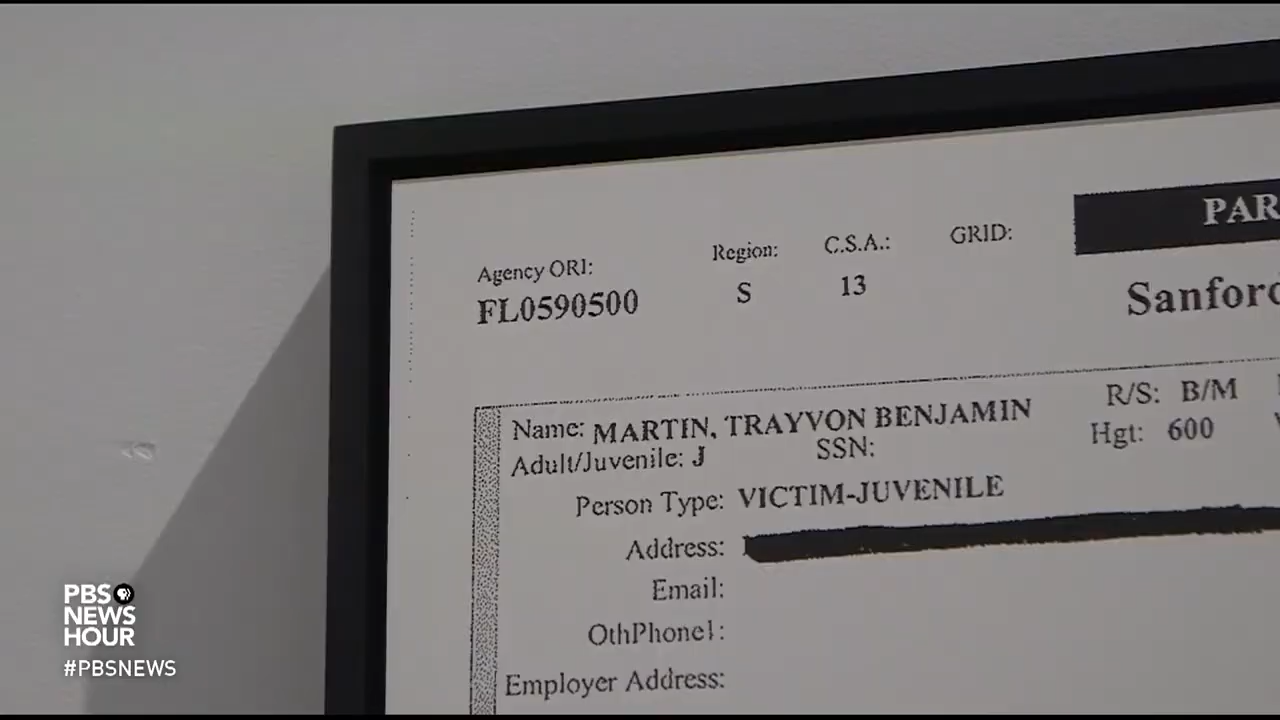 PAR
Agency ORI: Region: C.S.A.: GRID:
FL0590500 S 13
Sanford
Name: MARTIN, TRAYVON BENJAMIN R/S: B/M
Adult/Juvenile: J SSN: Hgt: 600
Person Type: VICTIM-JUVENILE
Address:
Email:
OthPhone1:
Employer Address:
PBS
NEWS
HOUR
#PBSNEWS